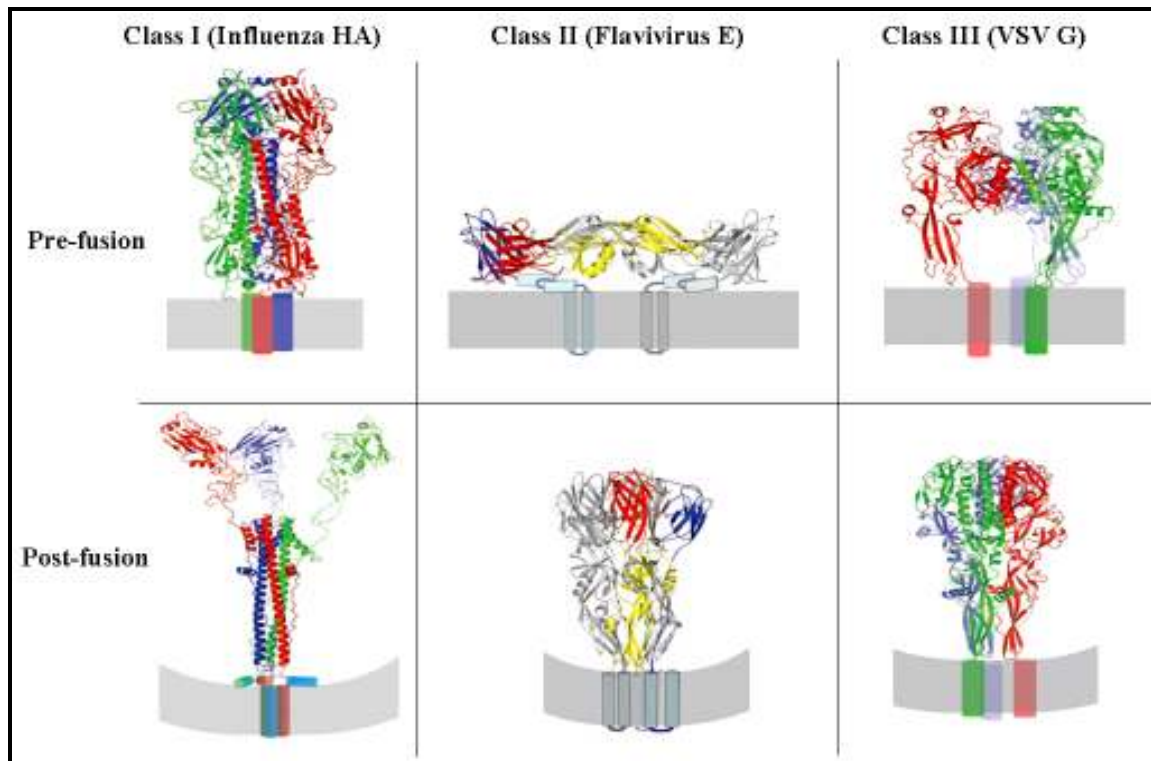 Class I (Influenza HA)
Class II (Flavivirus E)
Class III (VSV G)
Pre-fusion
Post-fusion